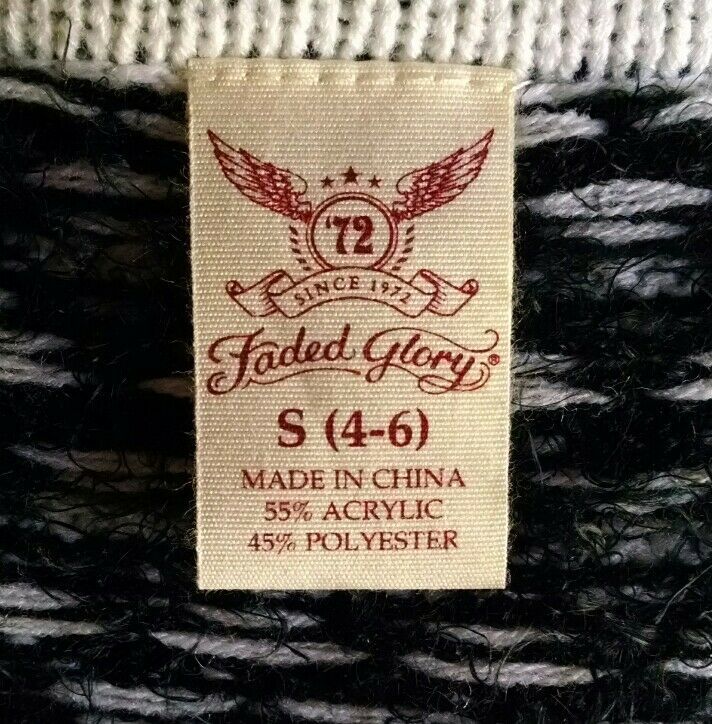 '72
SINCE 1972
Faded Glory®
S (4-6)
MADE IN CHINA
55% ACRYLIC
45% POLYESTER